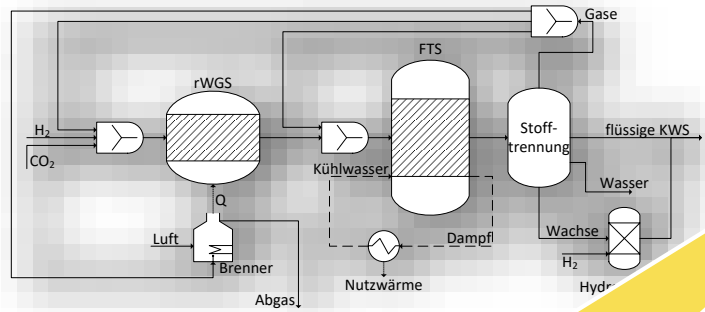 Gase
FTS
rWGS
H2
CO2
Stoff-
trennung
flüssige KWS
Kühlwasser
Wasser
Q
Luft
Wachse
Dampf
H2
Brenner
Nutzwärme
Abgas